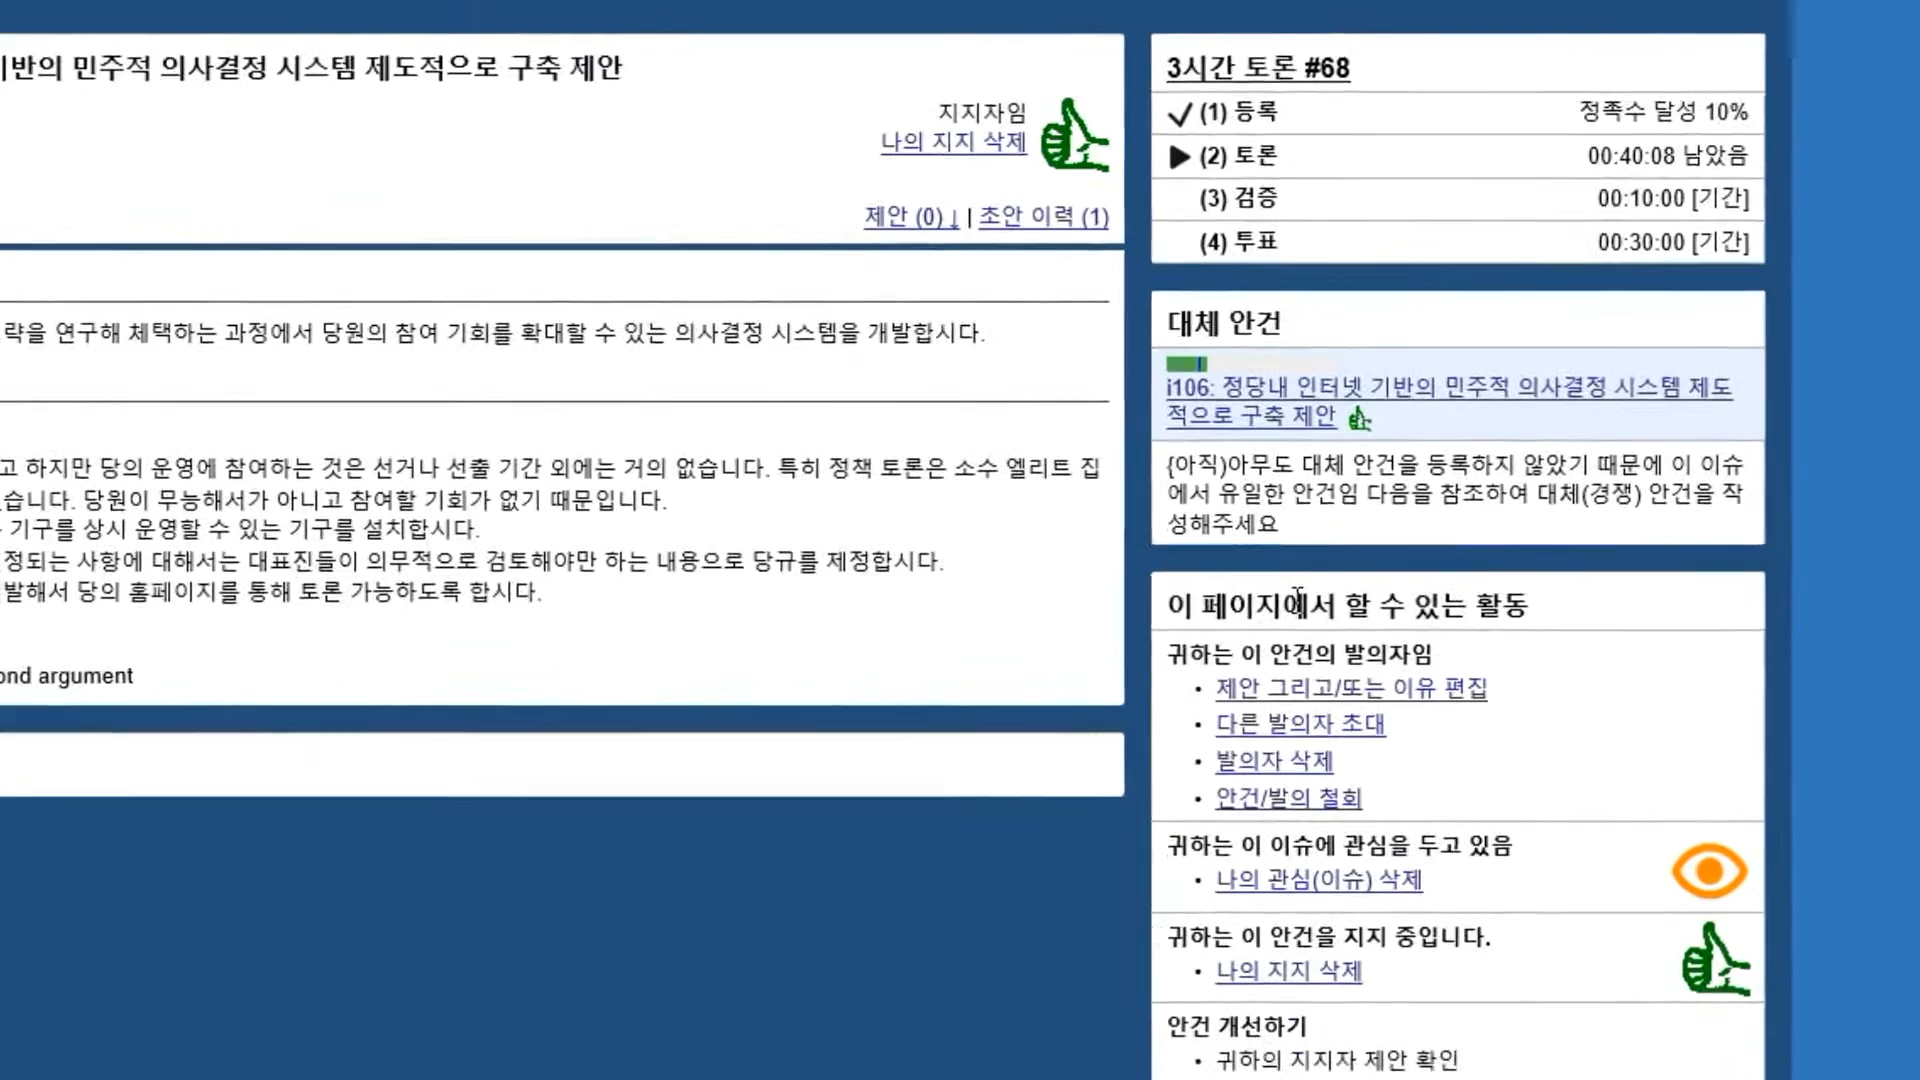 기반의 민주적 의사결정 시스템 제도적으로 구축 제안
지지자임
나의 지지 삭제
제안 (0)↓ | 초안 이력 (1)
략을 연구해 체택하는 과정에서 당원의 참여 기회를 확대할 수 있는 의사결정 시스템을 개발합시다.
고 하지만 당의 운영에 참여하는 것은 선거나 선출 기간 외에는 거의 없습니다. 특히 정책 토론은 소수 엘리트 집
습니다. 당원이 무능해서가 아니고 참여할 기회가 없기 때문입니다.
기구를 상시 운영할 수 있는 기구를 설치합시다.
정되는 사항에 대해서는 대표진들이 의무적으로 검토해야만 하는 내용으로 당규를 제정합시다.
발해서 당의 홈페이지를 통해 토론 가능하도록 합시다.
ond argument
3시간 토론 #68
(1) 등록 정족수 달성 10%
(2) 토론 00:40:08 남았음
(3) 검증 00:10:00 [기간]
(4) 투표 00:30:00 [기간]
대체 안건
i106: 정당내 인터넷 기반의 민주적 의사결정 시스템 제도
적으로 구축 제안
{아직)아무도 대체 안건을 등록하지 않았기 때문에 이 이슈
에서 유일한 안건임 다음을 참조하여 대체(경쟁) 안건을 작
성해주세요
이 페이지에서 할 수 있는 활동
귀하는 이 안건의 발의자임
• 제안 그리고/또는 이유 편집
• 다른 발의자 초대
• 발의자 삭제
• 안건/발의 철회
귀하는 이 이슈에 관심을 두고 있음
• 나의 관심(이슈) 삭제
귀하는 이 안건을 지지 중입니다.
• 나의 지지 삭제
안건 개선하기
• 귀하의 지지자 제안 확인